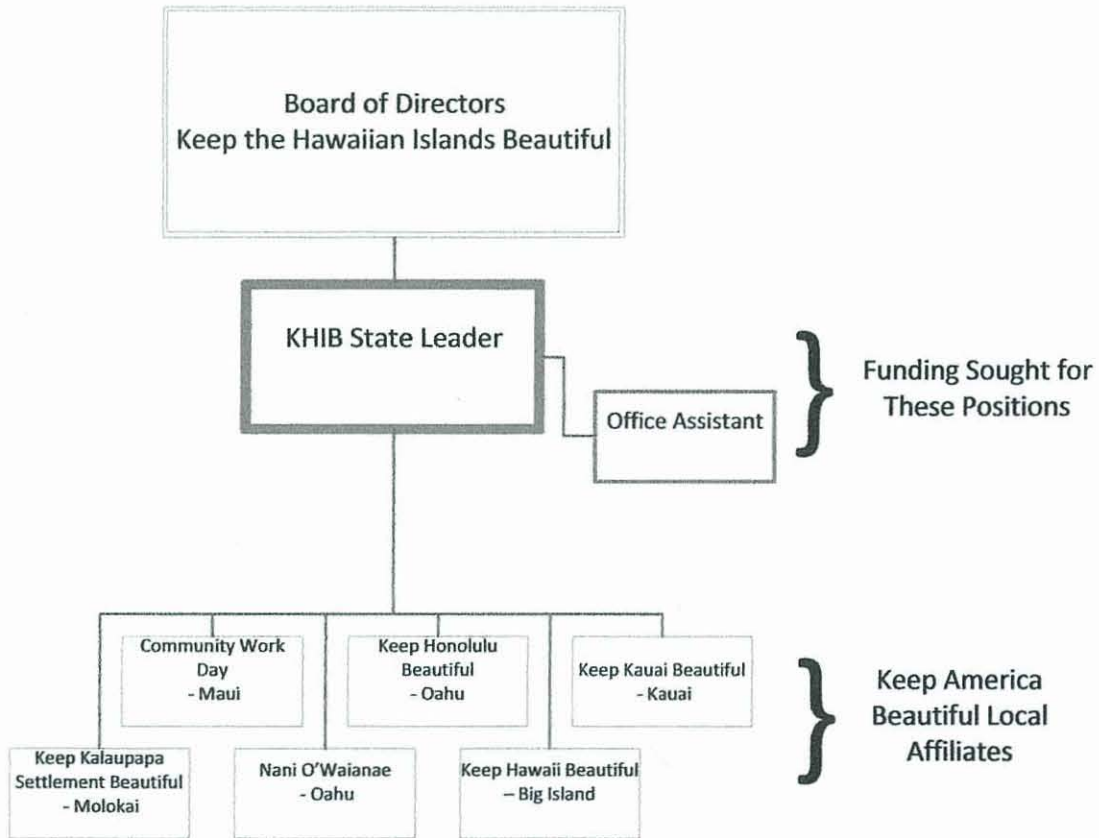 Board of Directors
Keep the Hawaiian Islands Beautiful
KHIB State Leader
Office Assistant
Funding Sought for
These Positions
Community Work
Day
- Maui
Keep Honolulu
Beautiful
- Oahu
Keep Kauai Beautiful
- Kauai
Keep America
Beautiful Local
Affiliates
Keep Kalaupapa
Settlement Beautiful
- Molokai
Nani O'Waianae
- Oahu
Keep Hawaii Beautiful
– Big Island